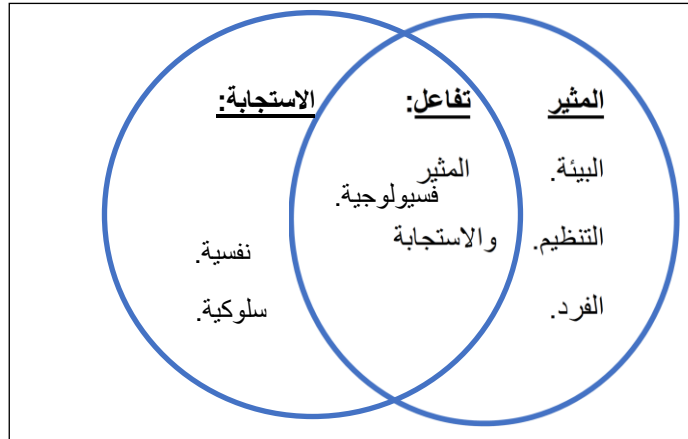 المثير
البيئة.
التنظيم.
الفرد.
تفاعل:
المثير
فسيولوجية.
والاستجابة
الاستجابة:
نفسية.
سلوكية.